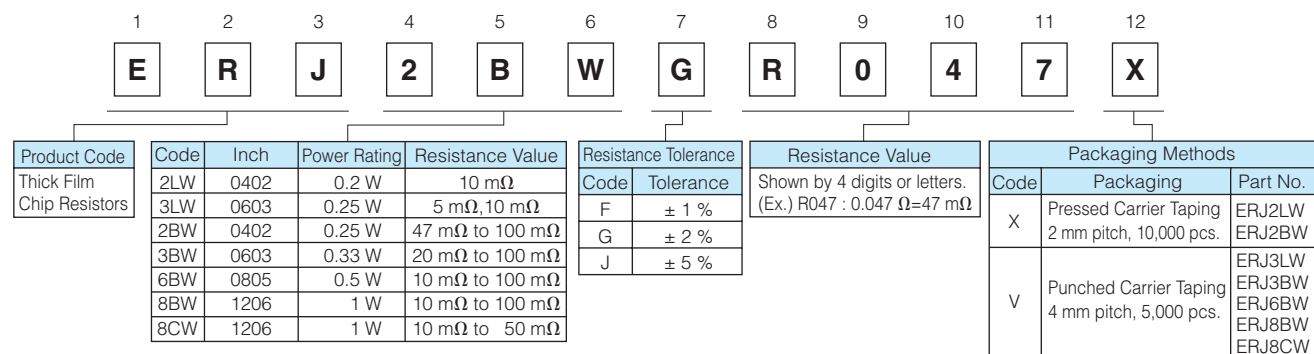 1 2 3 4 5 6 7 8 9 10 11 12
E R J 2 B W G R 0 4 7 X
Product Code
Thick Film
Chip Resistors
Code Inch Power Rating Resistance Value
2LW 0402 0.2 W 10 mΩ
3LW 0603 0.25 W 5 mΩ,10 mΩ
2BW 0402 0.25 W 47 mΩ to 100 mΩ
3BW 0603 0.33 W 20 mΩ to 100 mΩ
6BW 0805 0.5 W 10 mΩ to 100 mΩ
8BW 1206 1 W 10 mΩ to 100 mΩ
8CW 1206 1 W 10 mΩ to 50 mΩ
Resistance Tolerance
Code Tolerance
F ± 1 %
G ± 2 %
J ± 5 %
Resistance Value
Shown by 4 digits or letters.
(Ex.) R047 : 0.047 Ω=47 mΩ
Packaging Methods
Code Packaging Part No.
X Pressed Carrier Taping
2 mm pitch, 10,000 pcs.
ERJ2LW
ERJ2BW
V Punched Carrier Taping
4 mm pitch, 5,000 pcs.
ERJ3LW
ERJ3BW
ERJ6BW
ERJ8BW
ERJ8CW